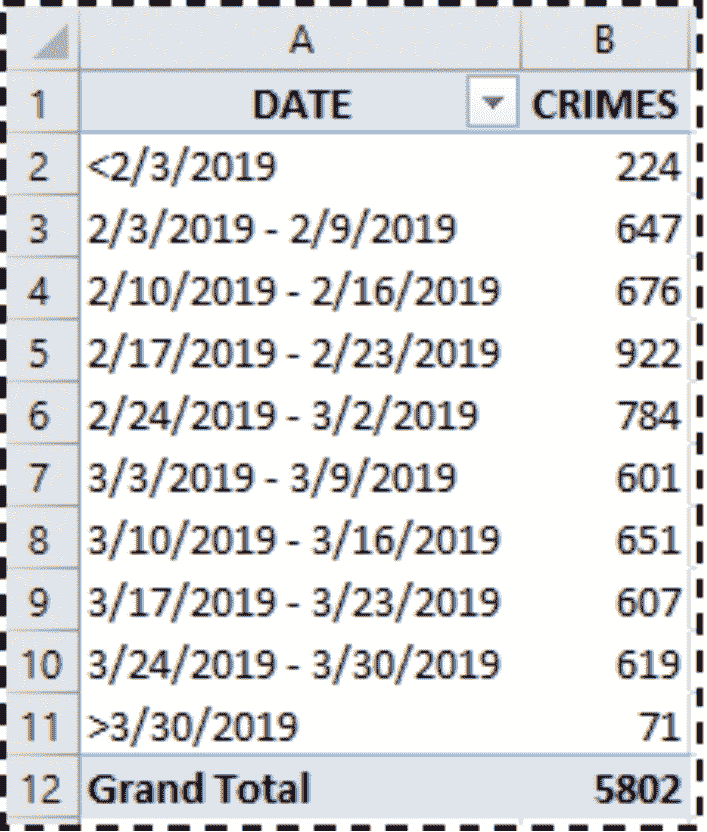 A B
1 DATE CRIMES
2 <2/3/2019 224
3 2/3/2019 - 2/9/2019 647
4 2/10/2019 - 2/16/2019 676
5 2/17/2019 - 2/23/2019 922
6 2/24/2019 - 3/2/2019 784
7 3/3/2019 - 3/9/2019 601
8 3/10/2019 - 3/16/2019 651
9 3/17/2019 - 3/23/2019 607
10 3/24/2019 - 3/30/2019 619
11 >3/30/2019 71
12 Grand Total 5802